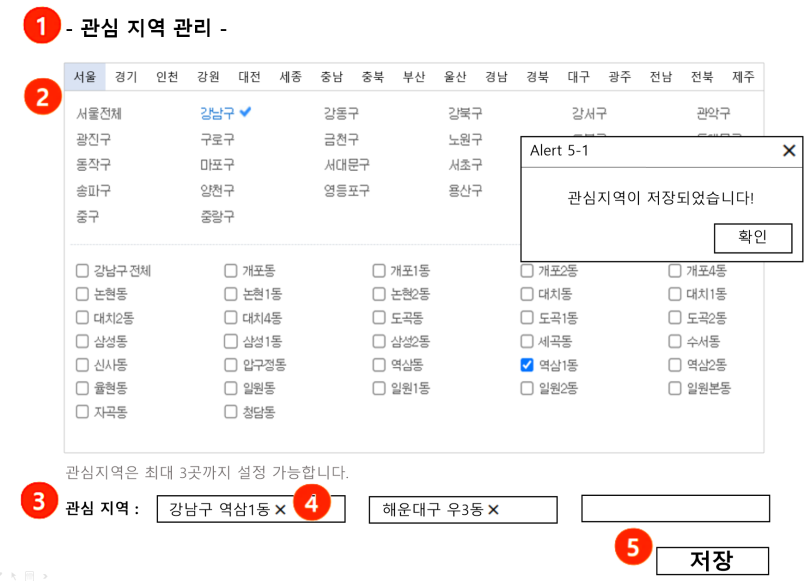 1 - 관심 지역 관리 -
서울 경기 인천 강원 대전 세종 충남 충북 부산 울산 경남 경북 대구 광주 전남 전북 제주
2
서울전체 강남구 강동구 강북구 강서구 관악구
광진구 구로구 금천구 노원구
동작구 마포구 서대문구 서초구
송파구 양천구 영등포구 용산구
중구 중랑구
Alert 5-1 ✕
관심지역이 저장되었습니다!
확인
강남구 전체 개포동 개포1동 개포2동 개포4동
논현동 논현1동 논현2동 대치동 대치1동
대치2동 대치4동 도곡동 도곡1동 도곡2동
삼성동 삼성1동 삼성2동 세곡동 수서동
신사동 압구정동 역삼동 역삼1동 역삼2동
율현동 일원동 일원1동 일원2동 일원본동
자곡동 청담동
관심지역은 최대 3곳까지 설정 가능합니다.
3 관심 지역 : 강남구 역삼1동 ✕ 4 해운대구 우3동 ✕
5 저장